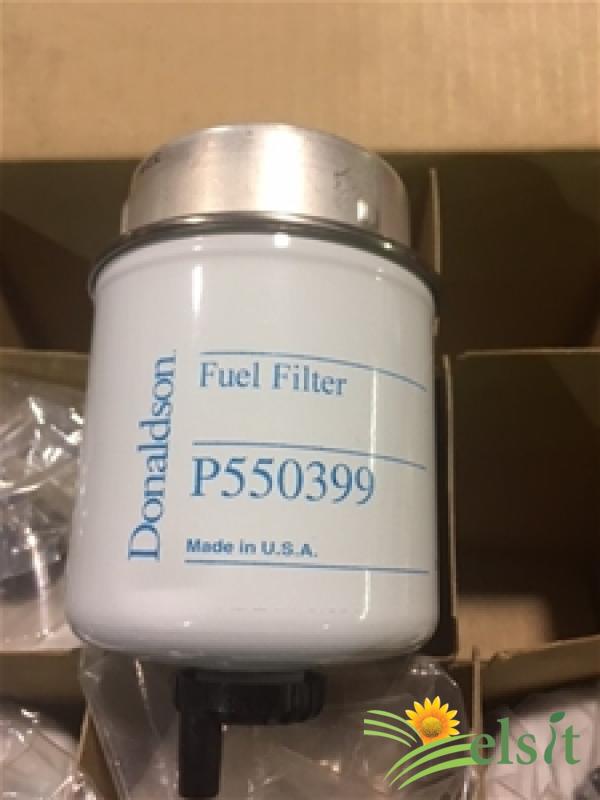 Donaldson.
Fuel Filter
P550399
Made in U.S.A.
elsit